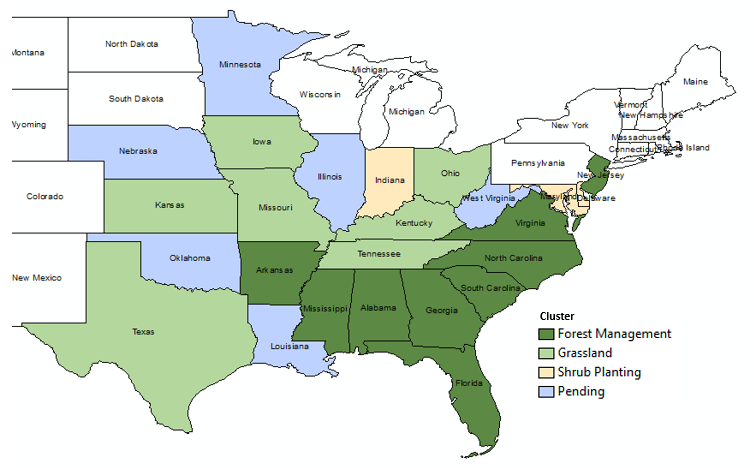 Montana
North Dakota
Minnesota
Michigan
Maine
Wisconsin
South Dakota
Vermont
Michigan
New Hampshire
Wyoming
New York
Massachusetts
Iowa
Connecticut
Rhode Island
Nebraska
Pennsylvania
Ohio
Illinois
Indiana
New Jersey
Colorado
Maryland
Delaware
Kansas
Missouri
West Virginia
Kentucky
Virginia
Tennessee
Oklahoma
North Carolina
Arkansas
New Mexico
South Carolina
Mississippi
Alabama
Georgia
Texas
Louisiana
Florida
Cluster
Forest Management
Grassland
Shrub Planting
Pending